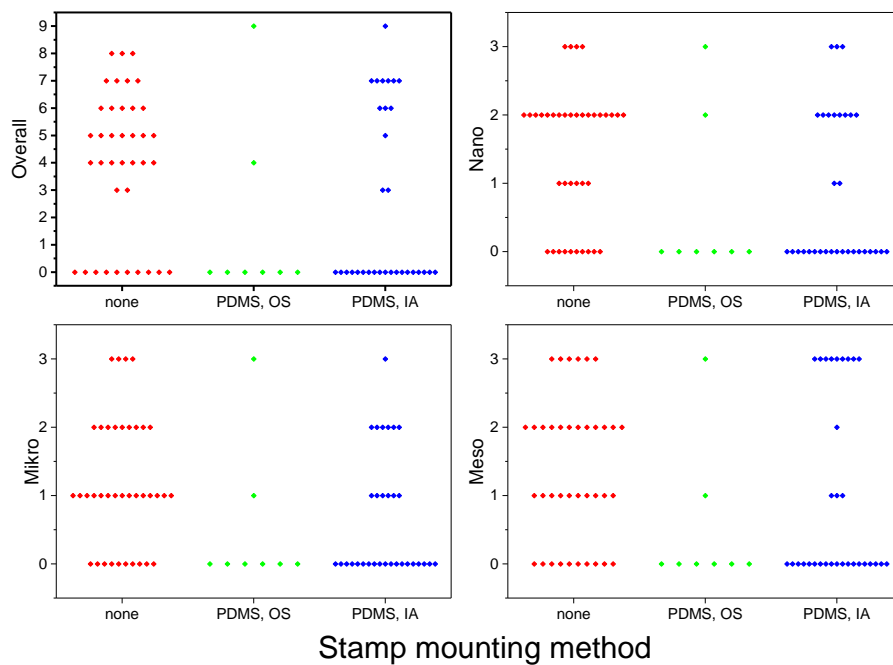 Overall
9
8
7
6
5
4
3
2
1
0
none PDMS, OS PDMS, IA
Nano
3
2
1
0
none PDMS, OS PDMS, IA
Mikro
3
2
1
0
none PDMS, OS PDMS, IA
Meso
3
2
1
0
none PDMS, OS PDMS, IA
Stamp mounting method